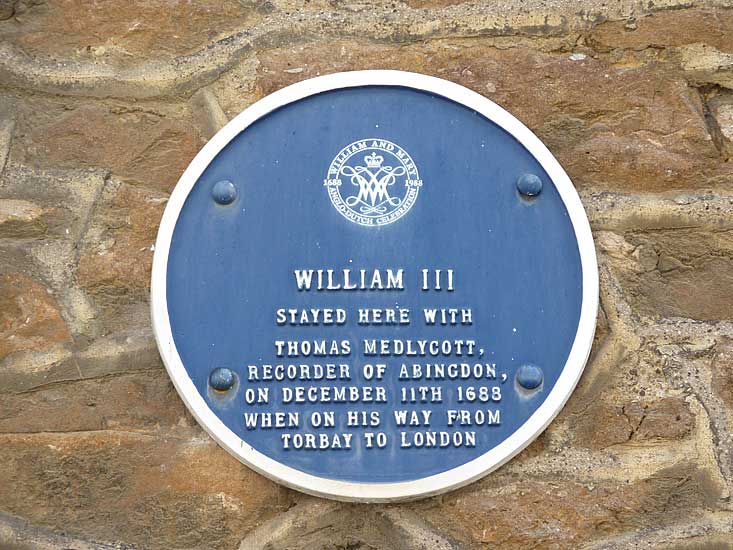 WILLIAM AND MARY
1688 1988
ANGLO-DUTCH CELEBRATION
WILLIAM III
STAYED HERE WITH
THOMAS MEDLYCOTT,
RECORDER OF ABINGDON,
ON DECEMBER 11TH 1688
WHEN ON HIS WAY FROM
TORBAY TO LONDON